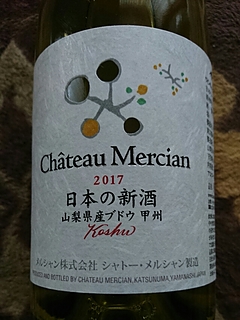 Château Mercian
2017
日本の新酒
山梨県産ブドウ 甲州
Koshu
メルシャン株式会社 シャトー・メルシャン製造
PRODUCED AND BOTTLED BY CHATEAU MERCIAN, KATSUNUMA, YAMANASHI, JAPAN